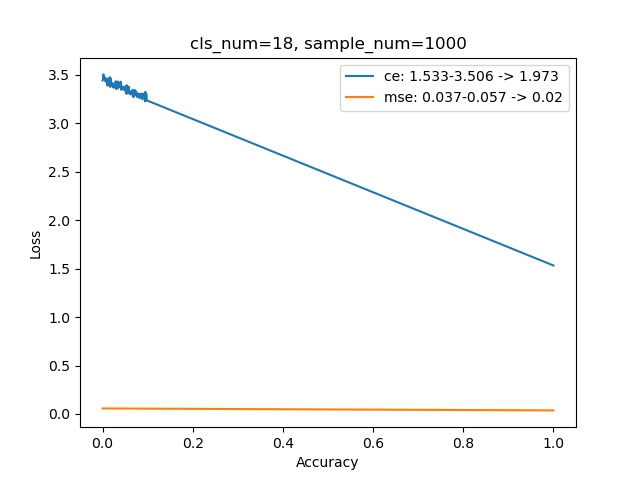 cls_num=18, sample_num=1000
ce: 1.533-3.506 -> 1.973
mse: 0.037-0.057 -> 0.02
3.5
3.0
2.5
2.0
1.5
1.0
0.5
0.0
Loss
0.0 0.2 0.4 0.6 0.8 1.0
Accuracy